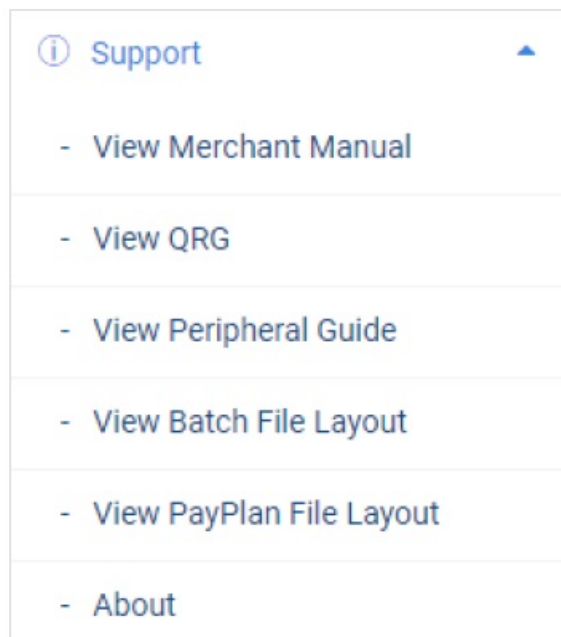 Support
- View Merchant Manual
- View QRG
- View Peripheral Guide
- View Batch File Layout
- View PayPlan File Layout
- About